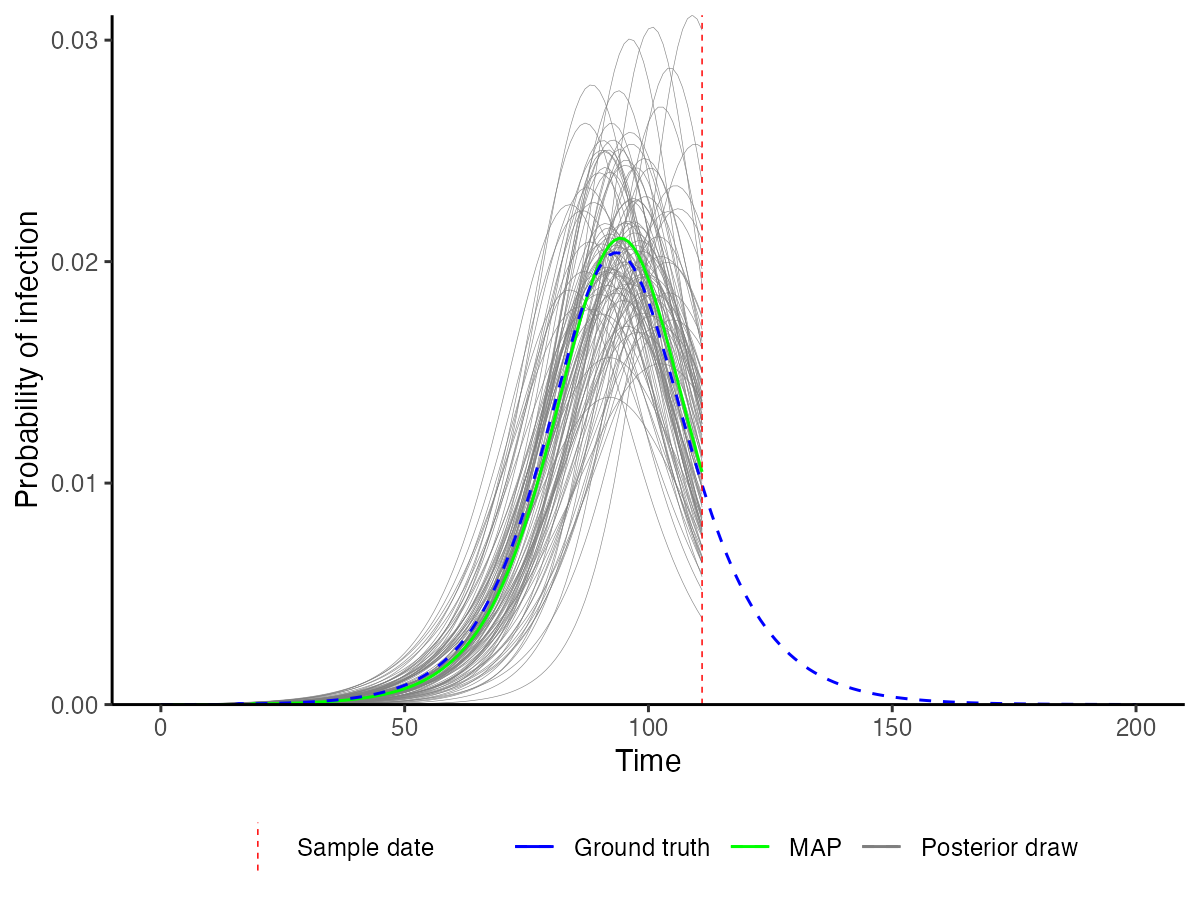 0.03
0.02
0.01
0.00
Probability of infection
0 50 100 150 200
Time
Sample date Ground truth MAP Posterior draw